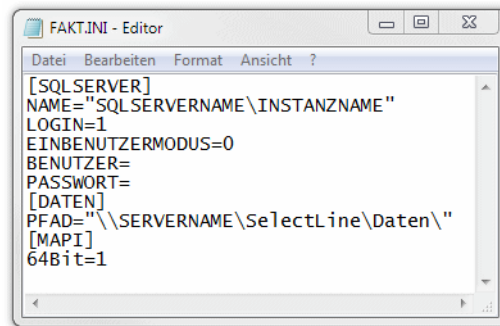 FAKT.INI - Editor
Datei Bearbeiten Format Ansicht ?
[SQLSERVER]
NAME="SQLSERVERNAME\INSTANZNAME"
LOGIN=1
EINBENUTZERMODUS=0
BENUTZER=
PASSWORT=
[DATEN]
PFAD="\\SERVERNAME\SelectLine\Daten\"
[MAPI]
64Bit=1